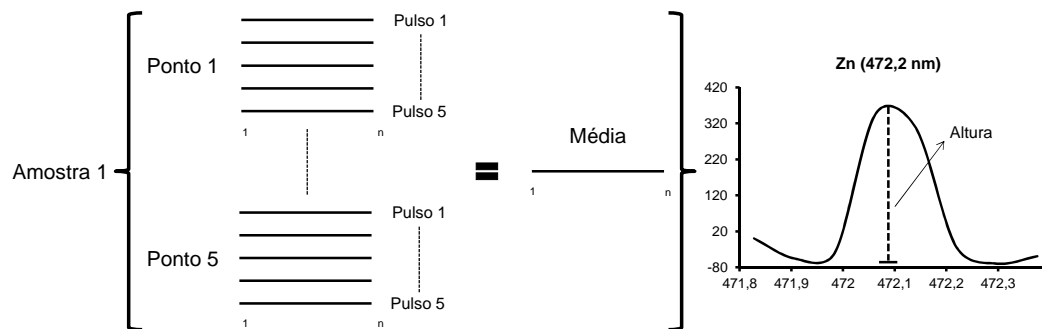 Amostra 1
Ponto 1
Pulso 1
Pulso 5
1 n
Ponto 5
Pulso 1
Pulso 5
1 n
=
Média
1 n
Zn (472,2 nm)
420
320
220
120
20
-80
Altura
471,8 471,9 472 472,1 472,2 472,3